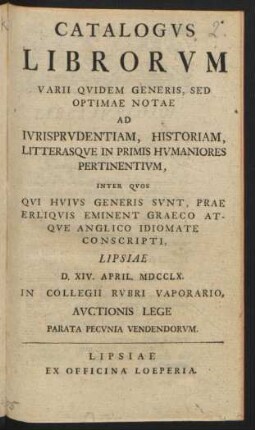 2.
CATALOGVS
LIBRORVM
VARII QVIDEM GENERIS, SED
OPTIMAE NOTAE
AD
IVRISPRVDENTIAM, HISTORIAM,
LITTERASQVE IN PRIMIS HVMANIORES
PERTINENTIVM,
INTER QVOS
QVI HVIVS GENERIS SVNT, PRAE
ERLIQVIS EMINENT GRAECO AT-
QVE ANGLICO IDIOMATE
CONSCRIPTI,
LIPSIAE
D. XIV. APRIL. MDCCLX.
IN COLLEGII RVBRI VAPORARIO,
AVCTIONIS LEGE
PARATA PECVNIA VENDENDORVM.
LIPSIAE
EX OFFICINA LOEPERIA.